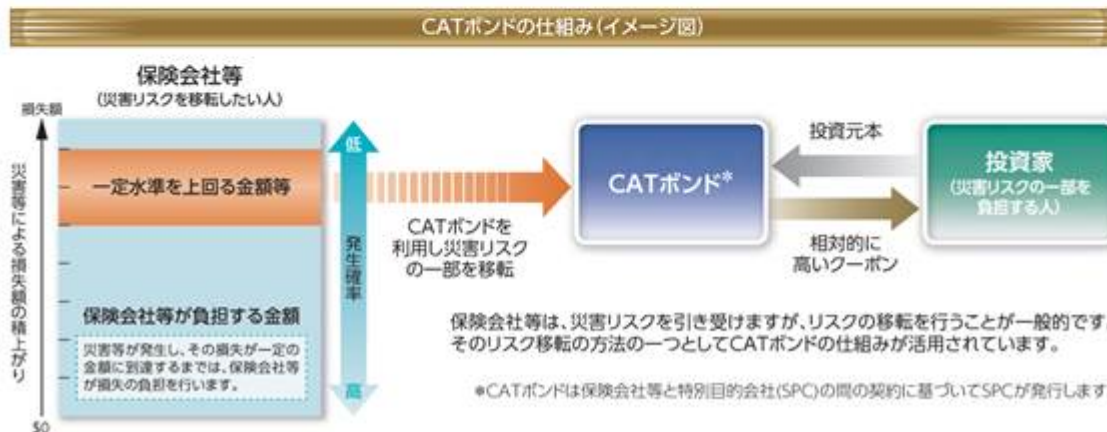 CATボンドの仕組み(イメージ図)
保険会社等
(災害リスクを移転したい人)
損失額
災害等による損失額の積上がり
$0
一定水準を上回る金額等
保険会社等が負担する金額
災害等が発生し、その損失が一定の
金額に到達するまでは、保険会社等
が損失の負担を行います。
低
発生確率
高
CATボンドを
利用し災害リスク
の一部を移転
CATボンド*
投資元本
相対的に
高いクーポン
投資家
(災害リスクの一部を
負担する人)
保険会社等は、災害リスクを引き受けますが、リスクの移転を行うことが一般的です
そのリスク移転の方法の一つとしてCATボンドの仕組みが活用されています。
*CATボンドは保険会社等と特別目的会社(SPC)の間の契約に基づいてSPCが発行します